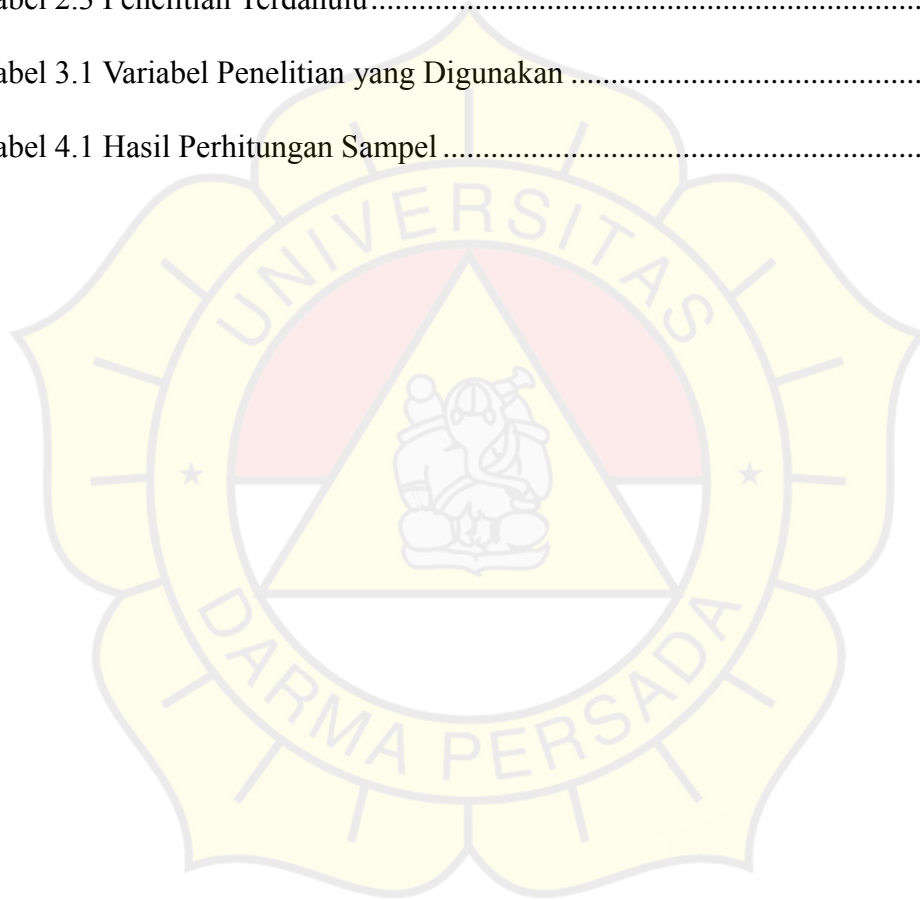 abel 2.3 Penelitian Terdahulu
abel 3.1 Variabel Penelitian yang Digunakan ........................................
abel 4.1 Hasil Perhitungan Sampel ........................................................
UNIVERSITAS
DARMA PERSADA